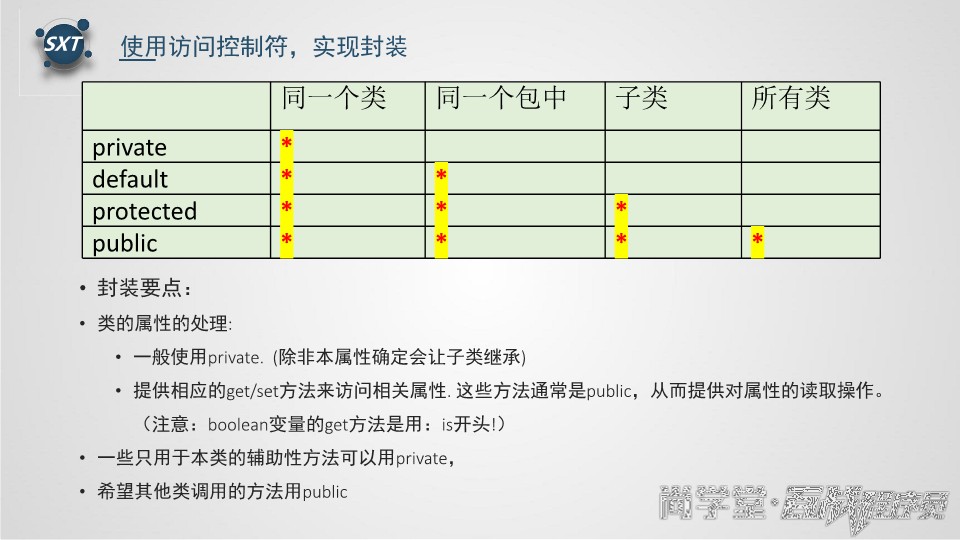 SXT
使用访问控制符，实现封装
同一个类 同一个包中 子类 所有类
private *
default * *
protected * * *
public * * * *
• 封装要点：
• 类的属性的处理:
• 一般使用private. (除非本属性确定会让子类继承)
• 提供相应的get/set方法来访问相关属性. 这些方法通常是public，从而提供对属性的读取操作。
（注意：boolean变量的get方法是用：is开头!）
• 一些只用于本类的辅助性方法可以用private，
• 希望其他类调用的方法用public
尚学堂·百战程序员